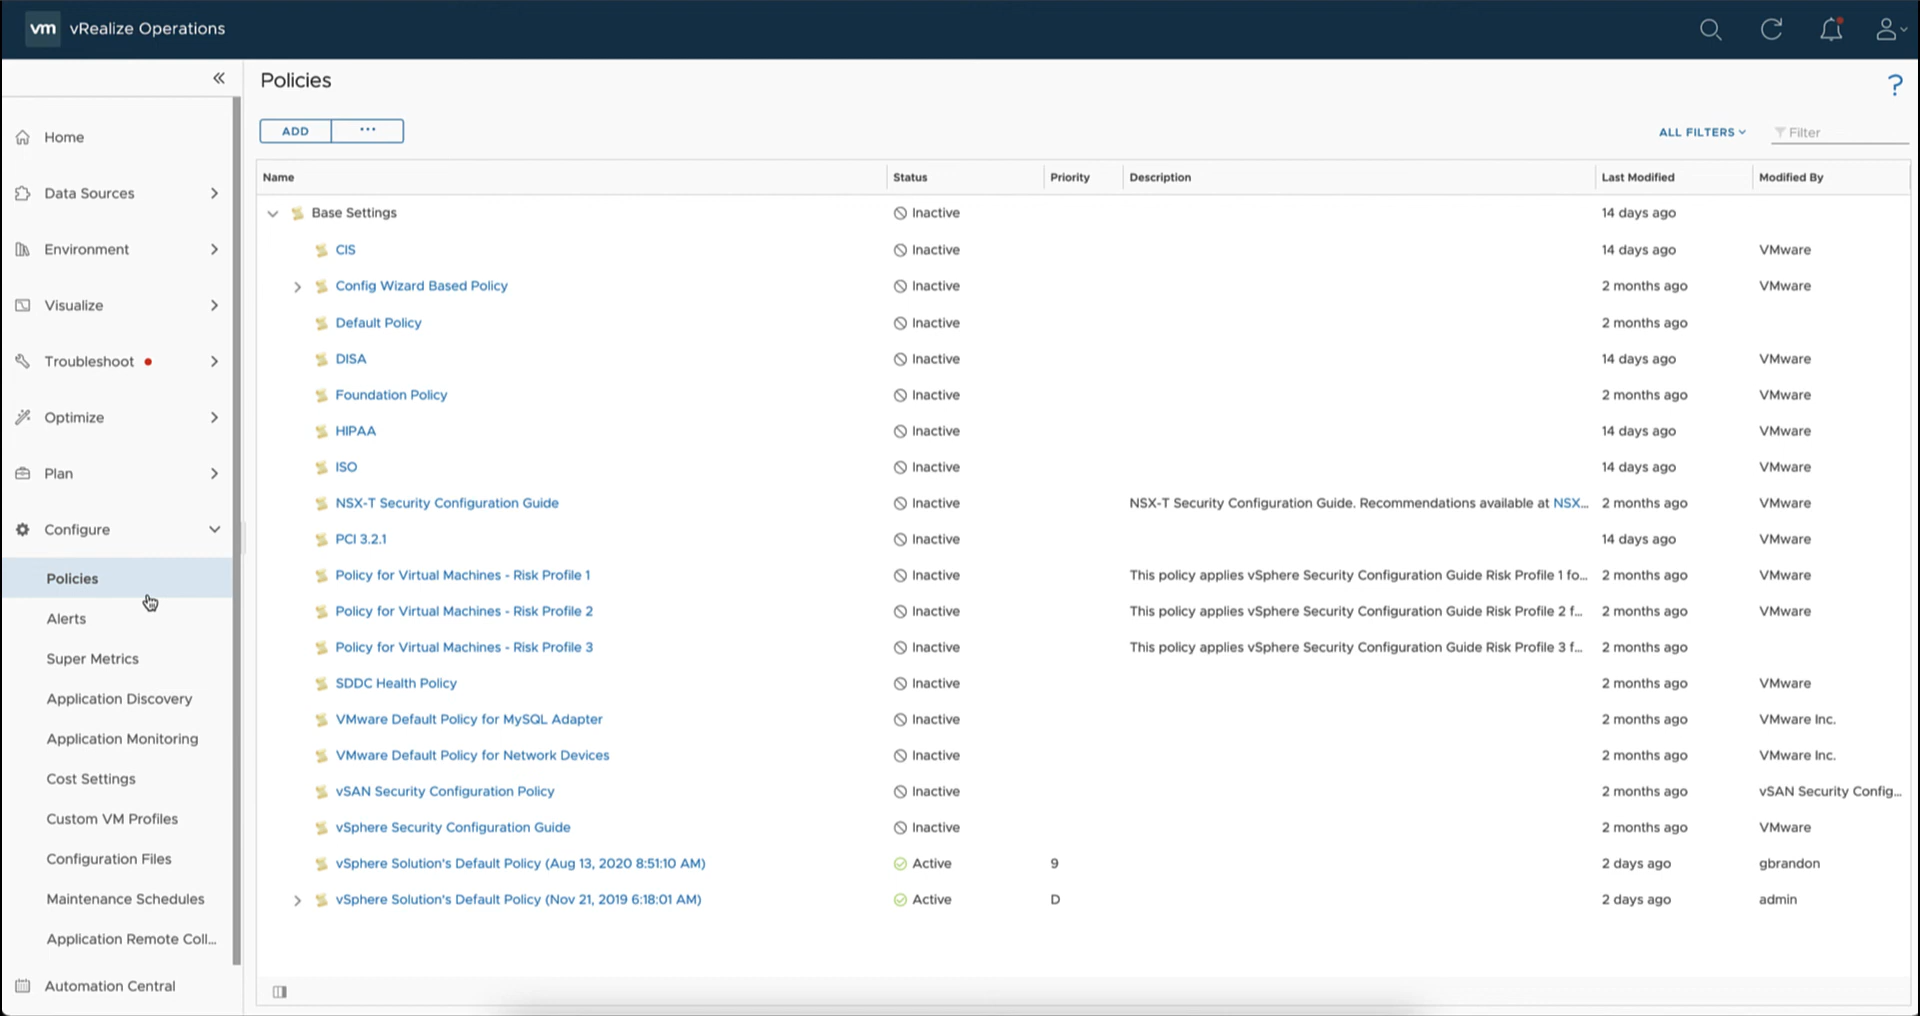 vm vRealize Operations
Policies
?
ADD ...
ALL FILTERS Filter
Home
Data Sources
Environment
Visualize
Troubleshoot
Optimize
Plan
Configure
Policies
Alerts
Super Metrics
Application Discovery
Application Monitoring
Cost Settings
Custom VM Profiles
Configuration Files
Maintenance Schedules
Application Remote Coll...
Automation Central
Name Status Priority Description Last Modified Modified By
Base Settings Inactive 14 days ago
CIS Inactive 14 days ago VMware
Config Wizard Based Policy Inactive 2 months ago VMware
Default Policy Inactive 2 months ago
DISA Inactive 14 days ago VMware
Foundation Policy Inactive 2 months ago VMware
HIPAA Inactive 14 days ago VMware
ISO Inactive 14 days ago VMware
NSX-T Security Configuration Guide Inactive NSX-T Security Configuration Guide. Recommendations available at NSX... 2 months ago VMware
PCI 3.2.1 Inactive 14 days ago VMware
Policy for Virtual Machines - Risk Profile 1 Inactive This policy applies vSphere Security Configuration Guide Risk Profile 1 fo... 2 months ago VMware
Policy for Virtual Machines - Risk Profile 2 Inactive This policy applies vSphere Security Configuration Guide Risk Profile 2 f... 2 months ago VMware
Policy for Virtual Machines - Risk Profile 3 Inactive This policy applies vSphere Security Configuration Guide Risk Profile 3 f... 2 months ago
SDDC Health Policy Inactive 2 months ago VMware
VMware Default Policy for MySQL Adapter Inactive 2 months ago VMware Inc.
VMware Default Policy for Network Devices Inactive 2 months ago VMware Inc.
vSAN Security Configuration Policy Inactive 2 months ago vSAN Security Config...
vSphere Security Configuration Guide Inactive 2 months ago VMware
vSphere Solution's Default Policy (Aug 13, 2020 8:51:10 AM) Active 9 2 days ago gbrandon
vSphere Solution's Default Policy (Nov 21, 2019 6:18:01 AM) Active D 2 days ago admin